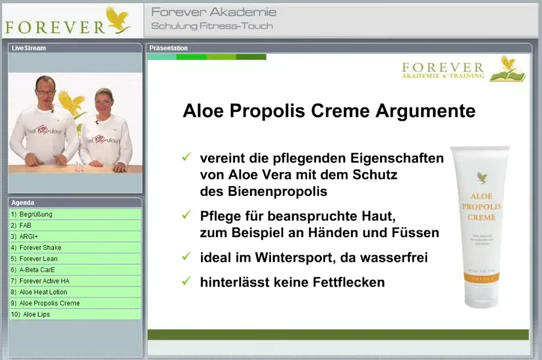 FOREVER
Forever Akademie
Schulung Fitness-Touch
LiveStream
Präsentation
Agenda
1) Begrüßung
2) FAB
3) ARGI+
4) Forever Shake
5) Forever Lean
6) A-Beta CarE
7) Forever Active HA
8) Aloe Heat Lotion
9) Aloe Propolis Creme
10) Aloe Lips
FOREVER
AKADEMIE & TRAINING
Aloe Propolis Creme Argumente
vereint die pflegenden Eigenschaften
von Aloe Vera mit dem Schutz
des Bienenpropolis
Pflege für beanspruchte Haut,
zum Beispiel an Händen und Füssen
ideal im Wintersport, da wasserfrei
hinterlässt keine Fettflecken
ALOE
PROPOLIS
CREME